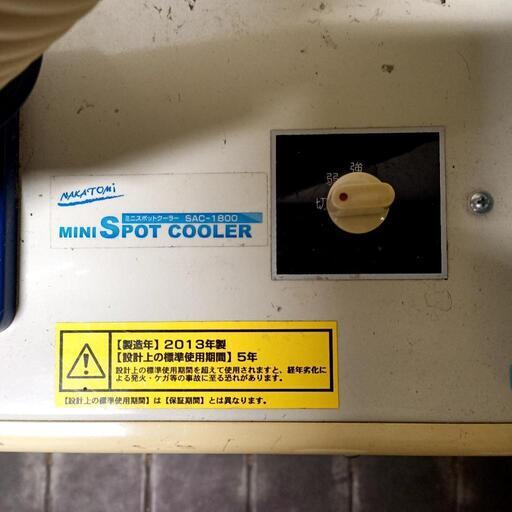 NAKATOMI
ミニスポットクーラー SAC-1800
MINI SPOT COOLER
強
弱
切
【製造年】2013年製
【設計上の標準使用期間】5年
設計上の標準使用期間を超えて使用されますと、経年劣化に
よる発火・ケガ等の事故に至る恐れがあります。
【設計上の標準使用期間】は【保証期間】とは異なります。